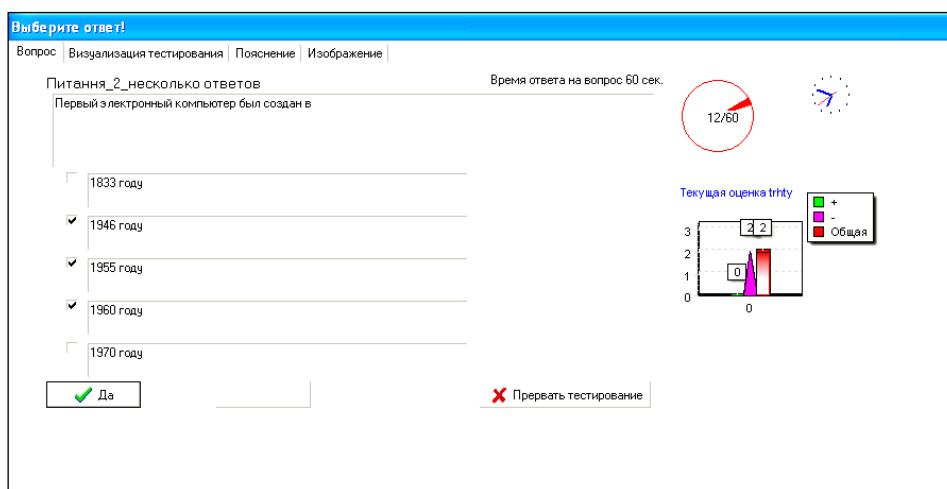 Выберите ответ!
Вопрос Визуализация тестирования Пояснение Изображение
Питання_2_несколько ответов
Время ответа на вопрос 60 сек.
Первый электронный компьютер был создан в
12/60
1833 году
1946 году
1955 году
1960 году
1970 году
Текущая оценка trhty
+
-
Общая
3
2
1
0
2 2
0
0
Да
Прервать тестирование